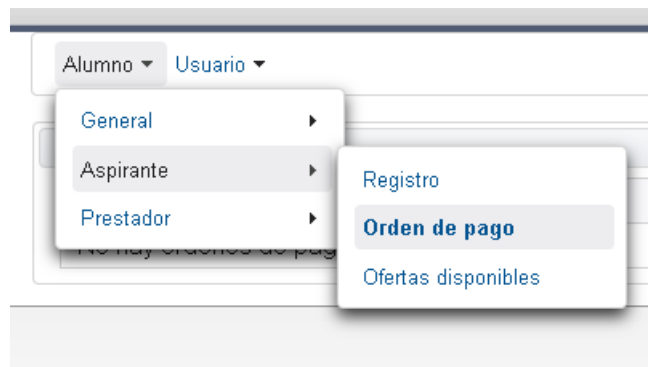 Alumno Usuario
General
Aspirante
Prestador
Registro
Orden de pago
Ofertas disponibles